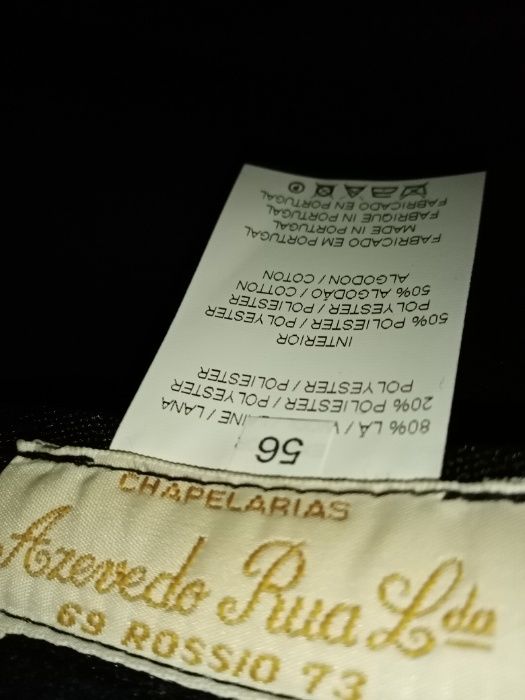 56
80% LÃ / LAINE / LANA
20% POLIESTER / POLYESTER
POLYESTER / POLIESTER
INTERIOR
50% POLIESTER / POLYESTER
POLYESTER / POLIESTER
50% ALGODÃO / COTTON
ALGODON / COTON
FABRICADO EM PORTUGAL
MADE IN PORTUGAL
FABRIQUE IN PORTUGAL
FABRICADO EN PORTUGAL
CHAPELARIAS
Azevedo Rua Lda
69 ROSSIO 73